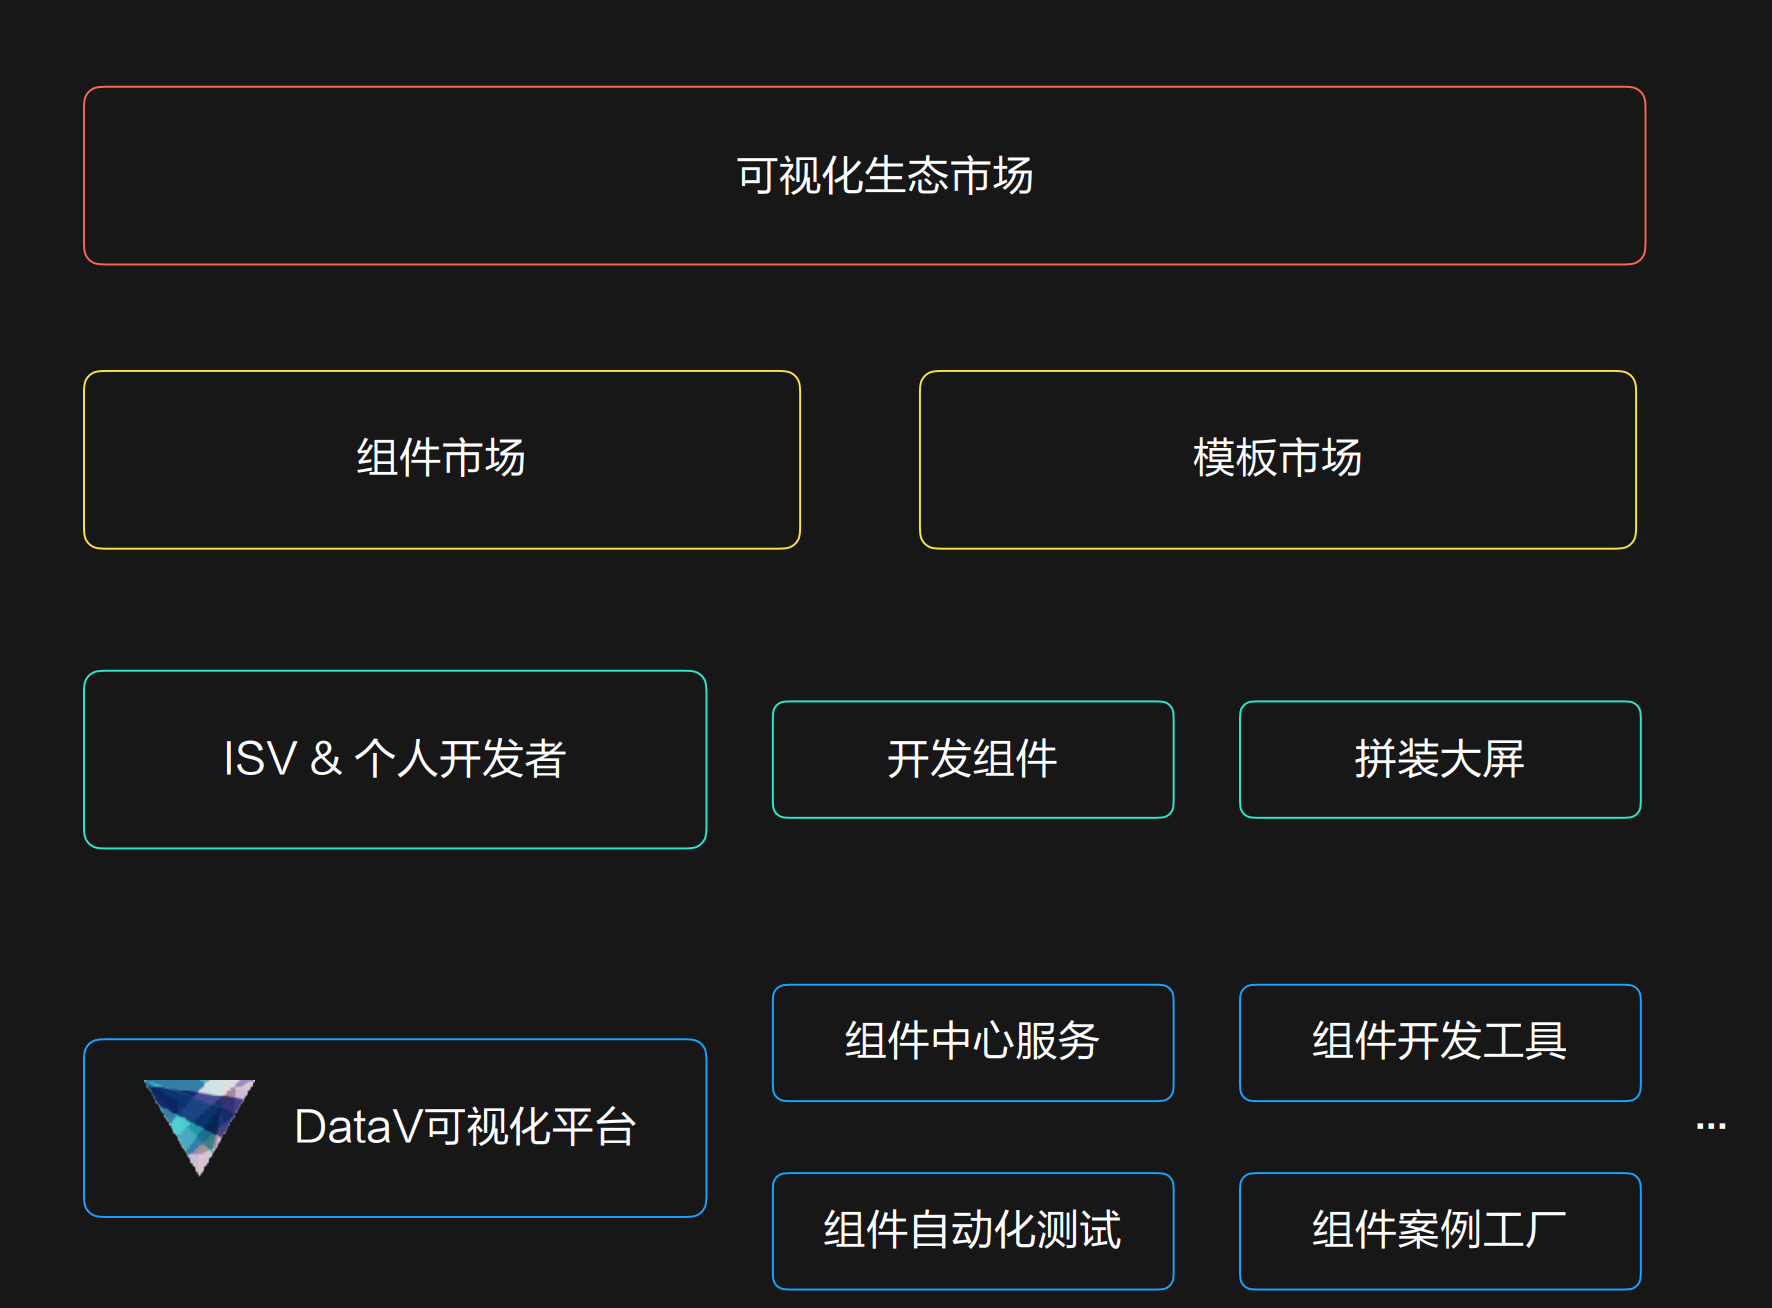 可视化生态市场
组件市场
模板市场
ISV & 个人开发者
开发组件
拼装大屏
组件中心服务
组件开发工具
DataV可视化平台
...
组件自动化测试
组件案例工厂